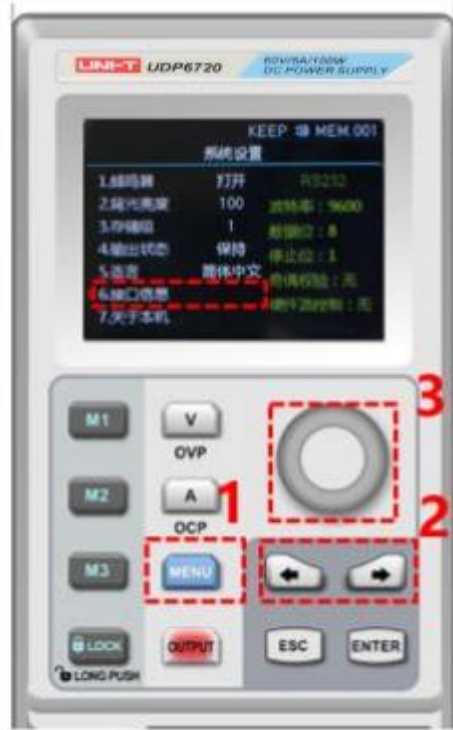 UNI-T UDP6720 60V/5A/100W
DC POWER SUPPLY
KEEP MEM.001
系统设置
1.蜂鸣器 打开 RS232
2.背光亮度 100 波特率：9600
3.存储组 1 数据位：8
4.输出状态 保持 停止位：1
5.语言 简体中文 奇偶校验：无
6.接口信息 硬件流控制：无
7.关于本机
3
M1 V
OVP
M2 A 1 2
OCP
M3 MENU
LOCK OUTPUT ESC ENTER
LONG PUSH